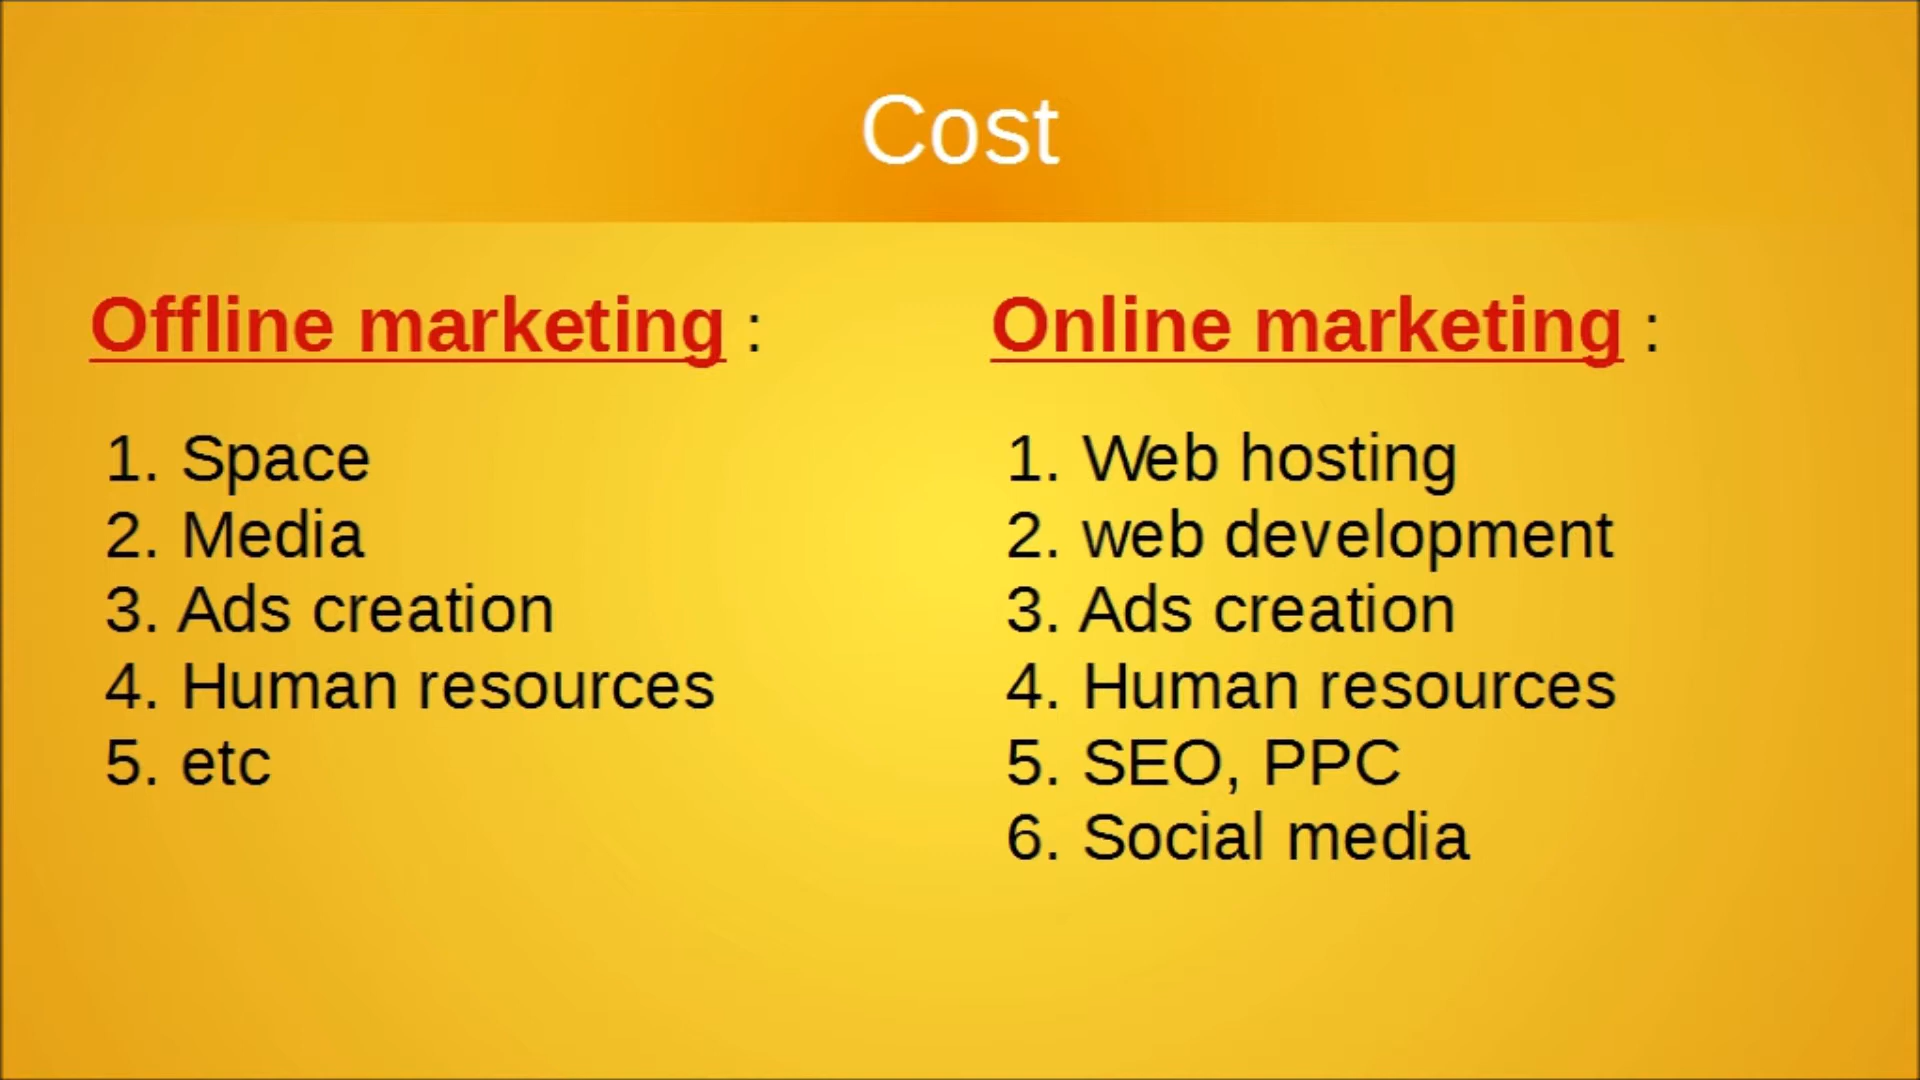 Cost
Offline marketing :
1. Space
2. Media
3. Ads creation
4. Human resources
5. etc
Online marketing :
1. Web hosting
2. web development
3. Ads creation
4. Human resources
5. SEO, PPC
6. Social media